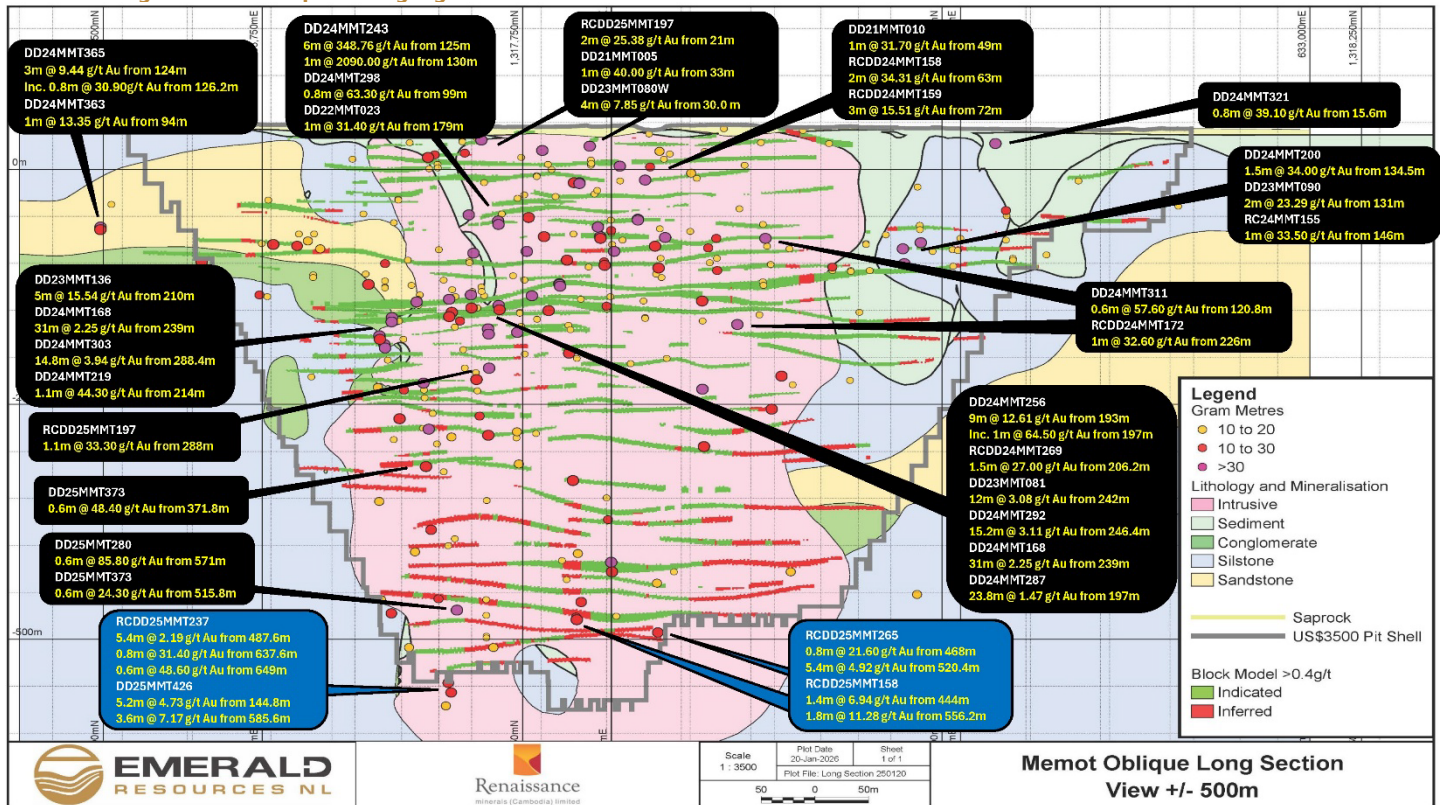 500mN
750mE
1,317,750mN
633,000mE
1,318,250mN
DD24MMT365
3m @ 9.44 g/t Au from 124m
Inc. 0.8m @ 30.90g/t Au from 126.2m
DD24MMT363
1m @ 13.35 g/t Au from 94m
DD24MMT243
6m @ 348.76 g/t Au from 125m
1m @ 2090.00 g/t Au from 130m
DD24MMT298
0.8m @ 63.30 g/t Au from 99m
DD22MMT023
1m @ 31.40 g/t Au from 179m
RCDD25MMT197
2m @ 25.38 g/t Au from 21m
DD21MMT005
1m @ 40.00 g/t Au from 33m
DD23MMT080W
4m @ 7.85 g/t Au from 30.0 m
DD21MMT010
1m @ 31.70 g/t Au from 49m
RCDD24MMT158
2m @ 34.31 g/t Au from 63m
RCDD24MMT159
3m @ 15.51 g/t Au from 72m
DD24MMT321
0.8m @ 39.10 g/t Au from 15.6m
DD24MMT200
1.5m @ 34.00 g/t Au from 134.5m
DD23MMT090
2m @ 23.29 g/t Au from 131m
RC24MMT155
1m @ 33.50 g/t Au from 146m
0m
DD23MMT136
5m @ 15.54 g/t Au from 210m
DD24MMT168
31m @ 2.25 g/t Au from 239m
DD24MMT303
14.8m @ 3.94 g/t Au from 288.4m
DD24MMT219
1.1m @ 44.30 g/t Au from 214m
DD24MMT311
0.6m @ 57.60 g/t Au from 120.8m
RCDD24MMT172
1m @ 32.60 g/t Au from 226m
RCDD25MMT197
1.1m @ 33.30 g/t Au from 288m
DD24MMT256
9m @ 12.61 g/t Au from 193m
Inc. 1m @ 64.50 g/t Au from 197m
RCDD24MMT269
1.5m @ 27.00 g/t Au from 206.2m
DD23MMT081
12m @ 3.08 g/t Au from 242m
DD24MMT292
15.2m @ 3.11 g/t Au from 246.4m
DD24MMT168
31m @ 2.25 g/t Au from 239m
DD24MMT287
23.8m @ 1.47 g/t Au from 197m
DD25MMT373
0.6m @ 48.40 g/t Au from 371.8m
DD25MMT280
0.6m @ 85.80 g/t Au from 571m
DD25MMT373
0.6m @ 24.30 g/t Au from 515.8m
-500m
RCDD25MMT237
5.4m @ 2.19 g/t Au from 487.6m
0.8m @ 31.40 g/t Au from 637.6m
0.6m @ 48.60 g/t Au from 649m
DD25MMT426
5.2m @ 4.73 g/t Au from 144.8m
3.6m @ 7.17 g/t Au from 585.6m
RCDD25MMT265
0.8m @ 21.60 g/t Au from 468m
5.4m @ 4.92 g/t Au from 520.4m
RCDD25MMT158
1.4m @ 6.94 g/t Au from 444m
1.8m @ 11.28 g/t Au from 556.2m
Legend
Gram Metres
10 to 20
10 to 30
>30
Lithology and Mineralisation
Intrusive
Sediment
Conglomerate
Silstone
Sandstone
Saprock
US$3500 Pit Shell
Block Model >0.4g/t
Indicated
Inferred
EMERALD
RESOURCES NL
Renaissance
minerals (Cambodia) limited
Scale
1 : 3500
Plot Date
20-Jan-2026
Sheet
1 of 1
Plot File: Long Section 250120
50 0 50m
Memot Oblique Long Section
View +/- 500m